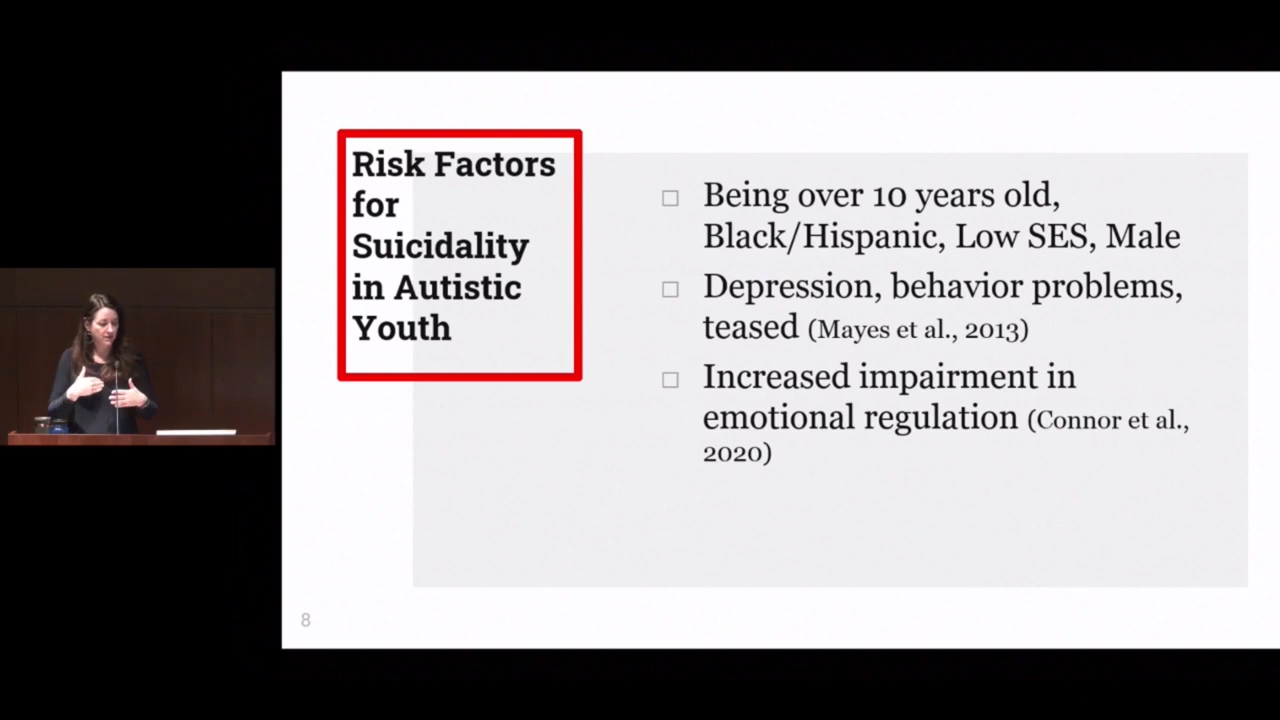 Risk Factors
for
Suicidality
in Autistic
Youth
□ Being over 10 years old,
Black/Hispanic, Low SES, Male
□ Depression, behavior problems,
teased (Mayes et al., 2013)
□ Increased impairment in
emotional regulation (Connor et al.,
2020)
8